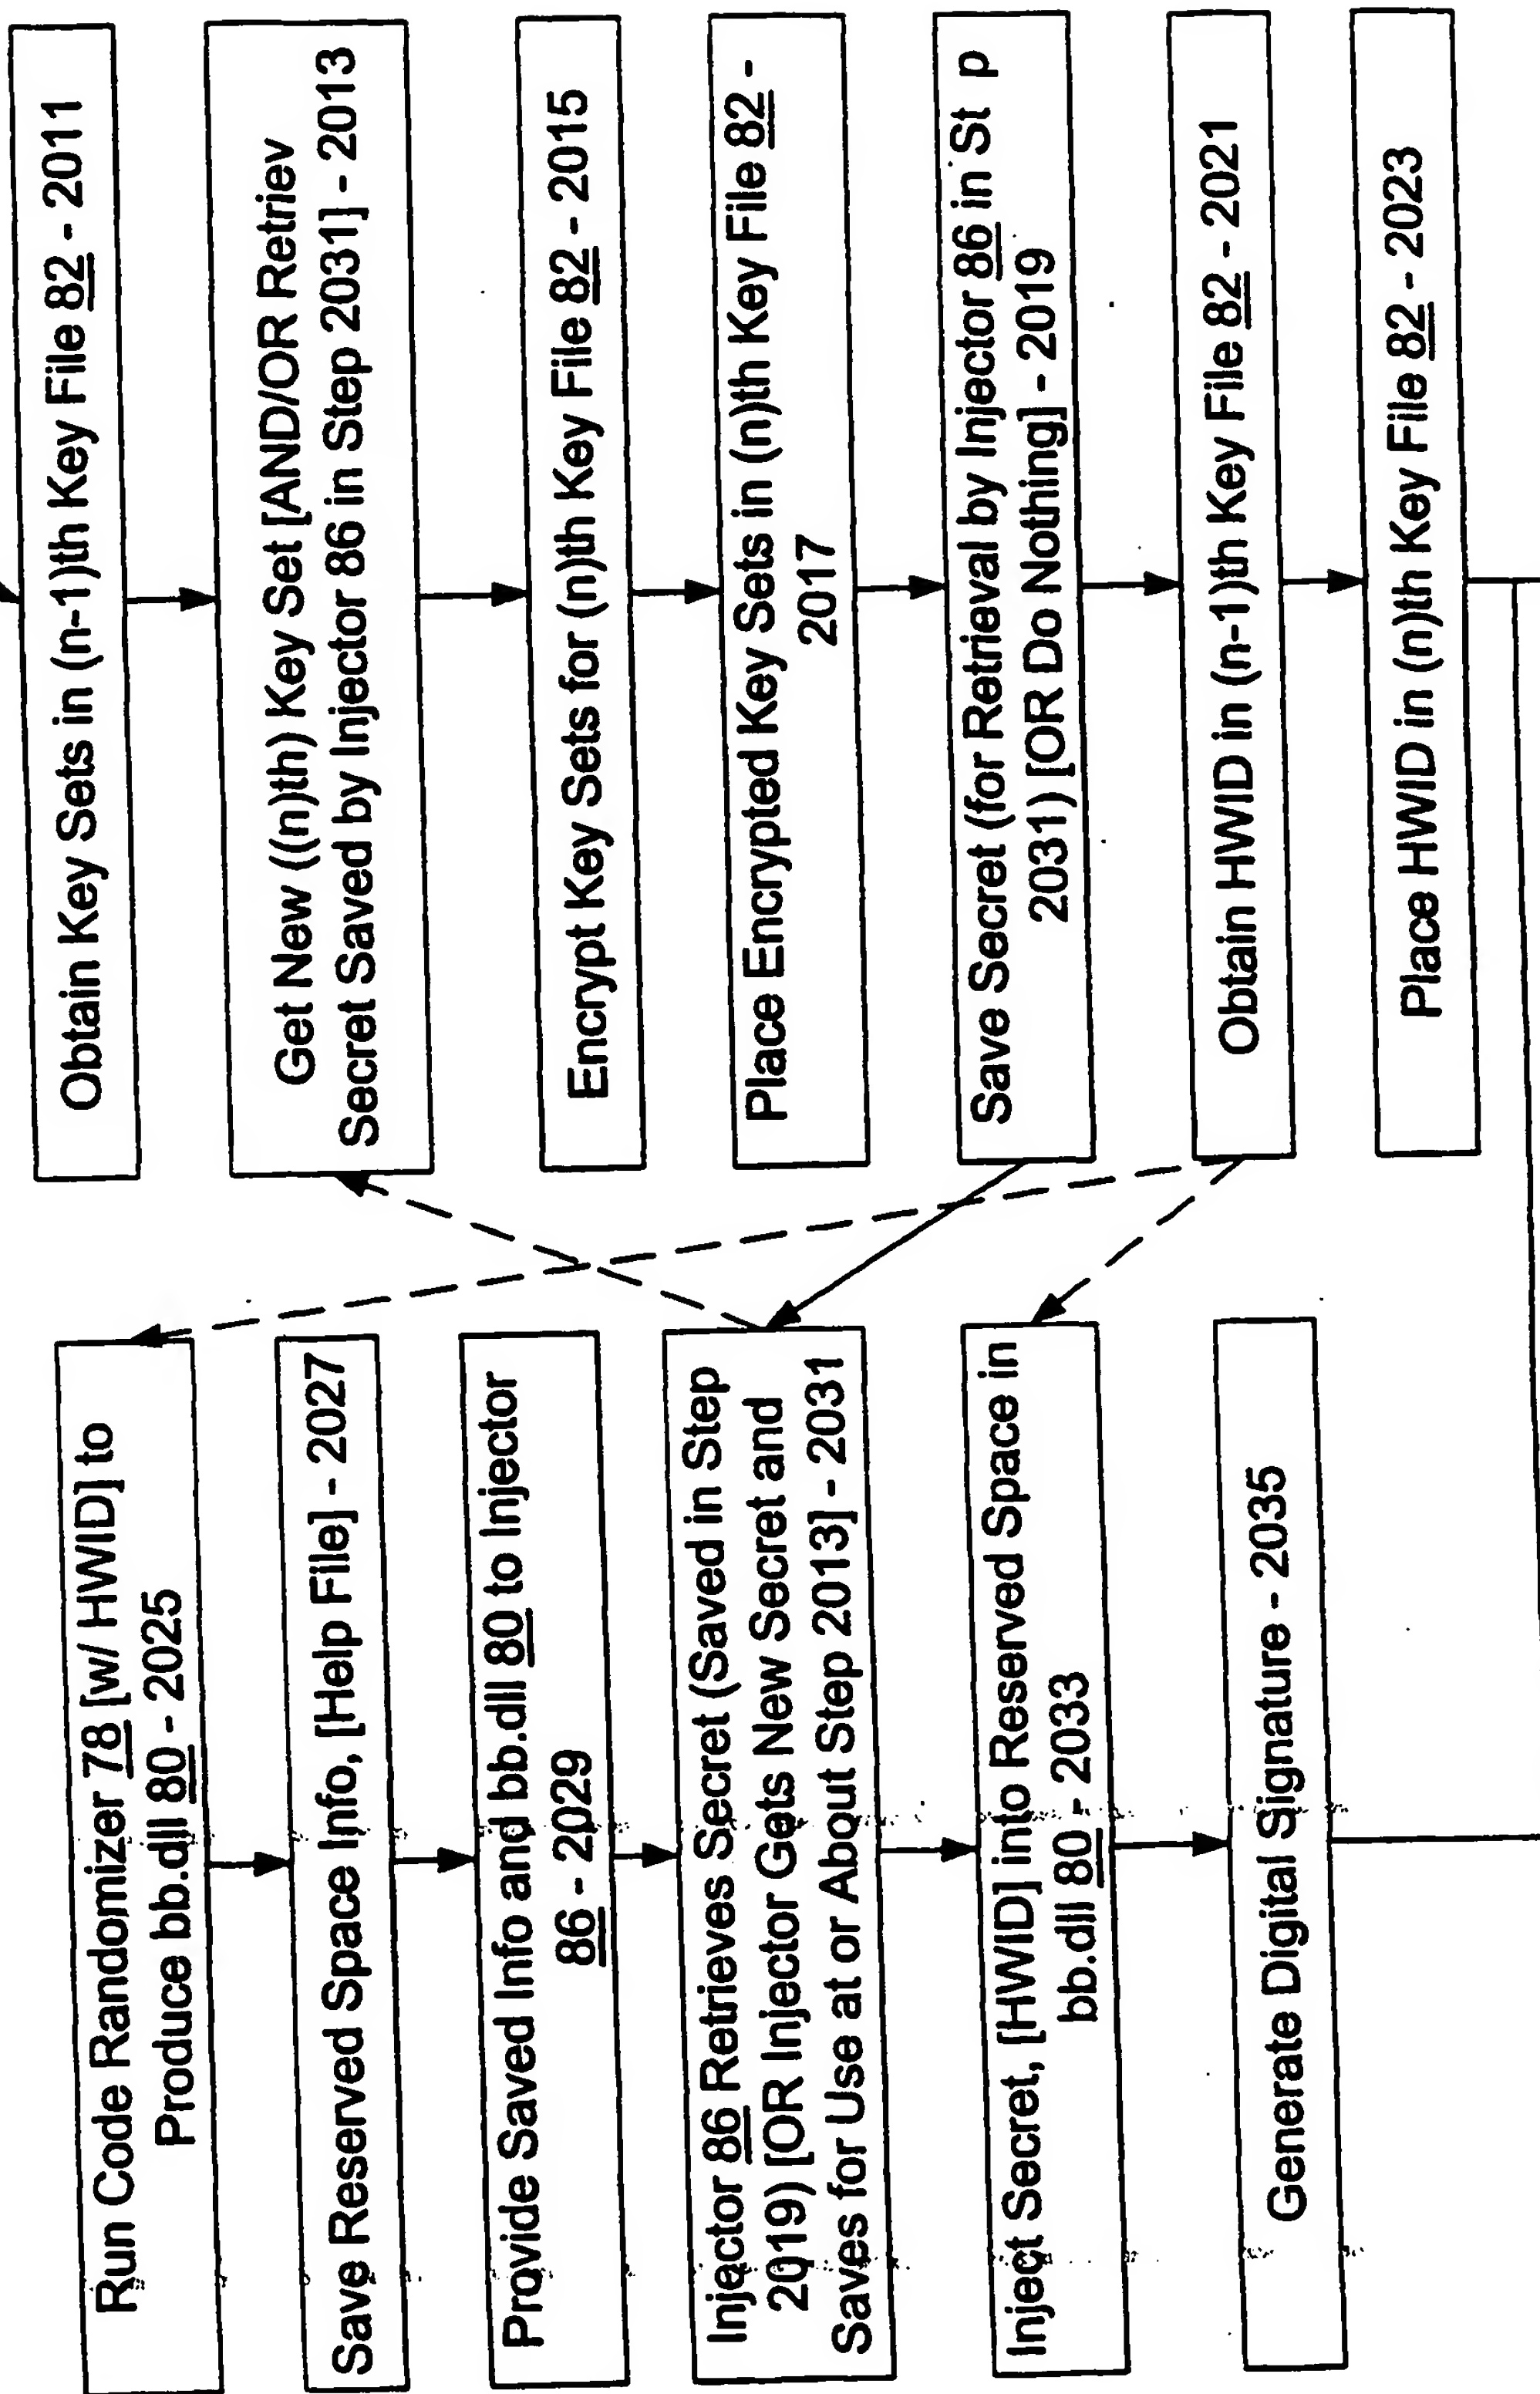 Run Code Randomizer 78 [w/ HWID] to
Produce bb.dll 80 - 2025
Save Reserved Space Info, [Help File] - 2027
Provide Saved Info and bb.dll 80 to Injector
86 - 2029
Injector 86 Retrieves Secret (Saved in Step
2019) [OR Injector Gets New Secret and
Saves for Use at or About Step 2013] - 2031
Inject Secret, [HWID] into Reserved Space in
bb.dll 80 - 2033
Generate Digital Signature - 2035
Obtain Key Sets in (n-1)th Key File 82 - 2011
Get New ((n)th) Key Set [AND/OR Retriev
Secret Saved by Injector 86 in Step 2031] - 2013
Encrypt Key Sets for (n)th Key File 82 - 2015
Place Encrypted Key Sets in (n)th Key File 82 -
2017
Save Secret (for Retrieval by Injector 86 in St p
2031) [OR Do Nothing] - 2019
Obtain HWID in (n-1)th Key File 82 - 2021
Place HWID in (n)th Key File 82 - 2023